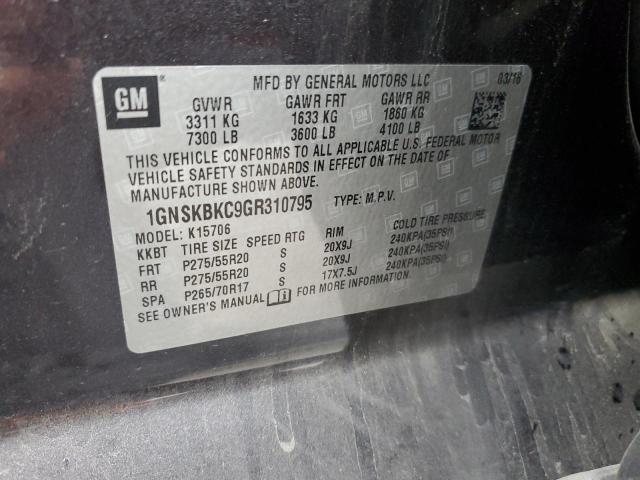 GM
MFD BY GENERAL MOTORS LLC 03/16
GVWR GAWR FRT GAWR RR
3311 KG 1633 KG 1860 KG
7300 LB 3600 LB 4100 LB
THIS VEHICLE CONFORMS TO ALL APPLICABLE U.S. FEDERAL MOTOR
VEHICLE SAFETY STANDARDS IN EFFECT ON THE DATE OF
MANUFACTURE SHOWN ABOVE.
1GNSKBKC9GR310795 TYPE: M.P.V.
MODEL: K15706
KKBT TIRE SIZE SPEED RTG RIM COLD TIRE PRESSURE
FRT P275/55R20 S 20X9J 240KPA(35PSI)
RR P275/55R20 S 20X9J 240KPA(35PSI)
SPA P265/70R17 S 17X7.5J 240KPA(35PSI)
SEE OWNER'S MANUAL FOR MORE INFORMATION.